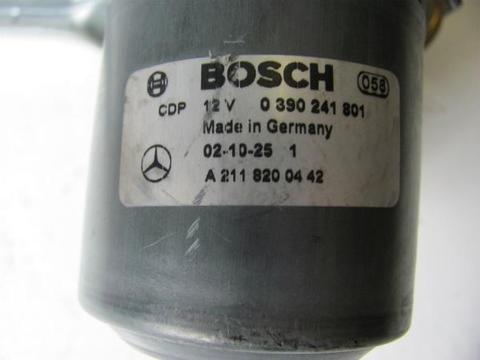 BOSCH 058
CDP 12 V 0 390 241 801
Made in Germany
02-10-25 1
A 211 820 04 42